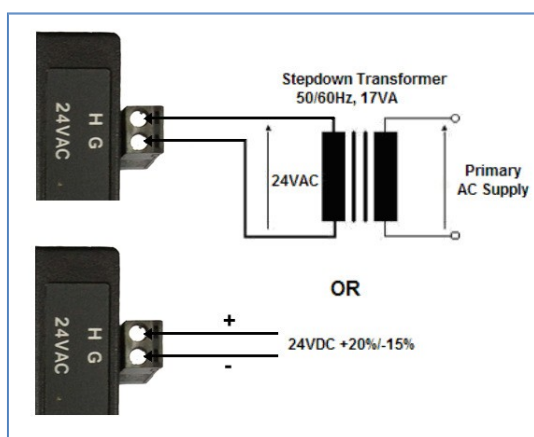 H G
24VAC
Stepdown Transformer
50/60Hz, 17VA
24VAC
Primary
AC Supply
OR
H G
24VAC
+
-
24VDC +20%/-15%